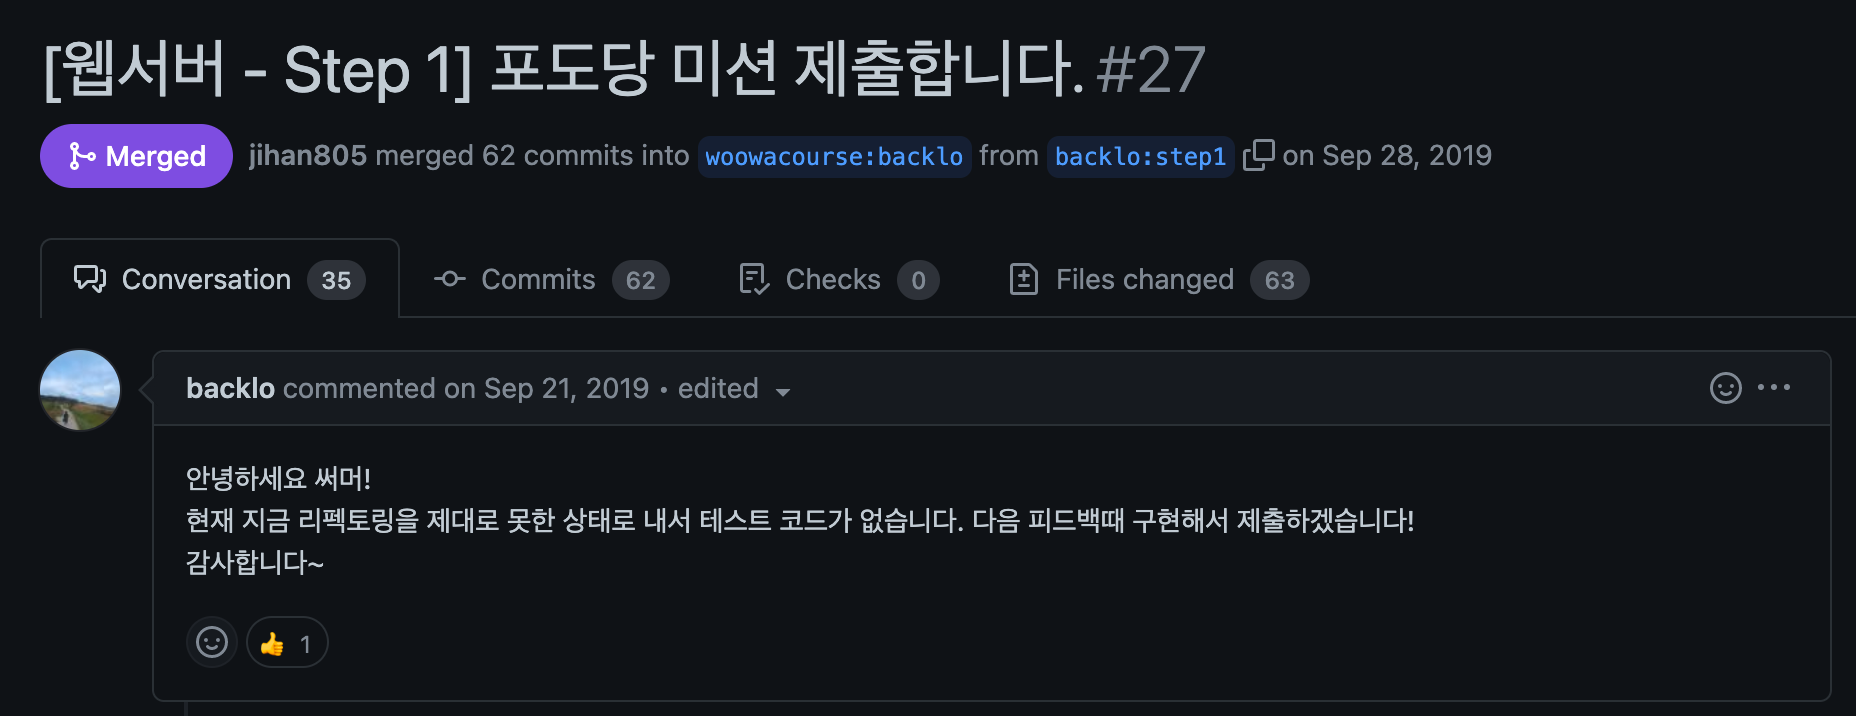 [웹서버 - Step 1] 포도당 미션 제출합니다. #27
Merged jihan805 merged 62 commits into woowacourse:backlo from backlo:step1 on Sep 28, 2019
Conversation 35 Commits 62 Checks 0 Files changed 63
backlo commented on Sep 21, 2019 • edited
안녕하세요 써머!
현재 지금 리펙토링을 제대로 못한 상태로 내서 테스트 코드가 없습니다. 다음 피드백때 구현해서 제출하겠습니다!
감사합니다~
👍 1